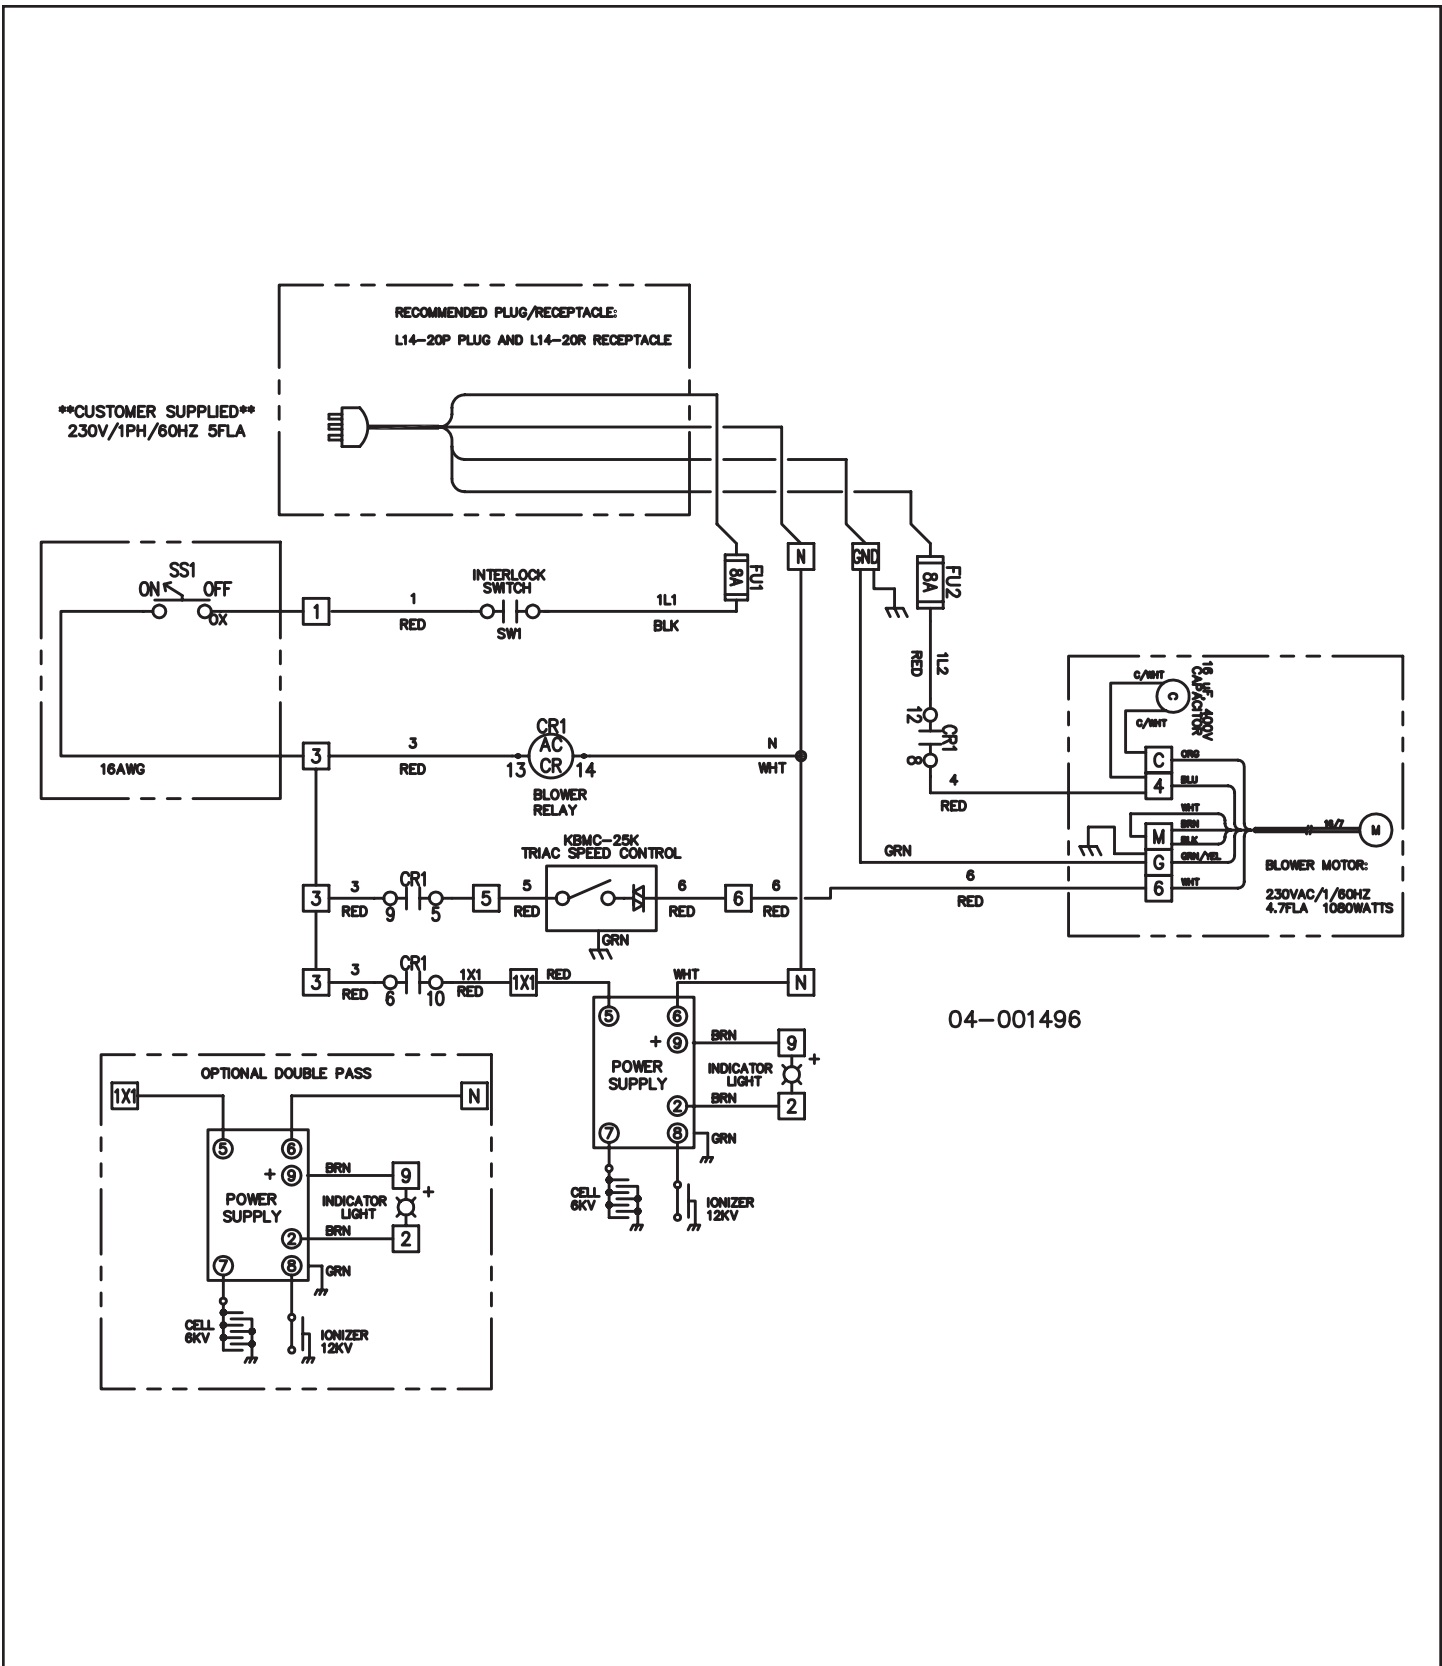 RECOMMENDED PLUG/RECEPTACLE:
L14-20P PLUG AND L14-20R RECEPTACLE
**CUSTOMER SUPPLIED**
230V/1PH/60HZ 5FLA
SS1
ON
OFF
OX
16AWG
1
1
RED
INTERLOCK
SWITCH
SW1
1L1
BLK
FU1
8A
N
GND
FU2
8A
1L2
RED
12
CR1
8
4
RED
3
3
RED
13
CR1
AC
CR
14
BLOWER
RELAY
N
WHT
C/WHT
C/WHT
C
16 uF, 400V
CAPACITOR
C
ORG
4
BLU
WHT
BRN
M
BLK
G
GRN/YEL
6
WHT
16/7
M
BLOWER MOTOR:
230VAC/1/60HZ
4.7FLA 1080WATTS
GRN
6
RED
KBMC-25K
TRIAC SPEED CONTROL
3
3
RED
CR1
9
5
5
5
RED
GRN
6
RED
6
6
RED
3
3
RED
CR1
6
10
1X1
RED
1X1
RED
WHT
N
5
6
+
9
BRN
9
POWER
SUPPLY
INDICATOR
LIGHT
+
2
BRN
2
7
8
GRN
CELL
6KV
IONIZER
12KV
04-001496
OPTIONAL DOUBLE PASS
1X1
N
5
6
+
9
BRN
9
POWER
SUPPLY
INDICATOR
LIGHT
+
2
BRN
2
7
8
GRN
CELL
6KV
IONIZER
12KV